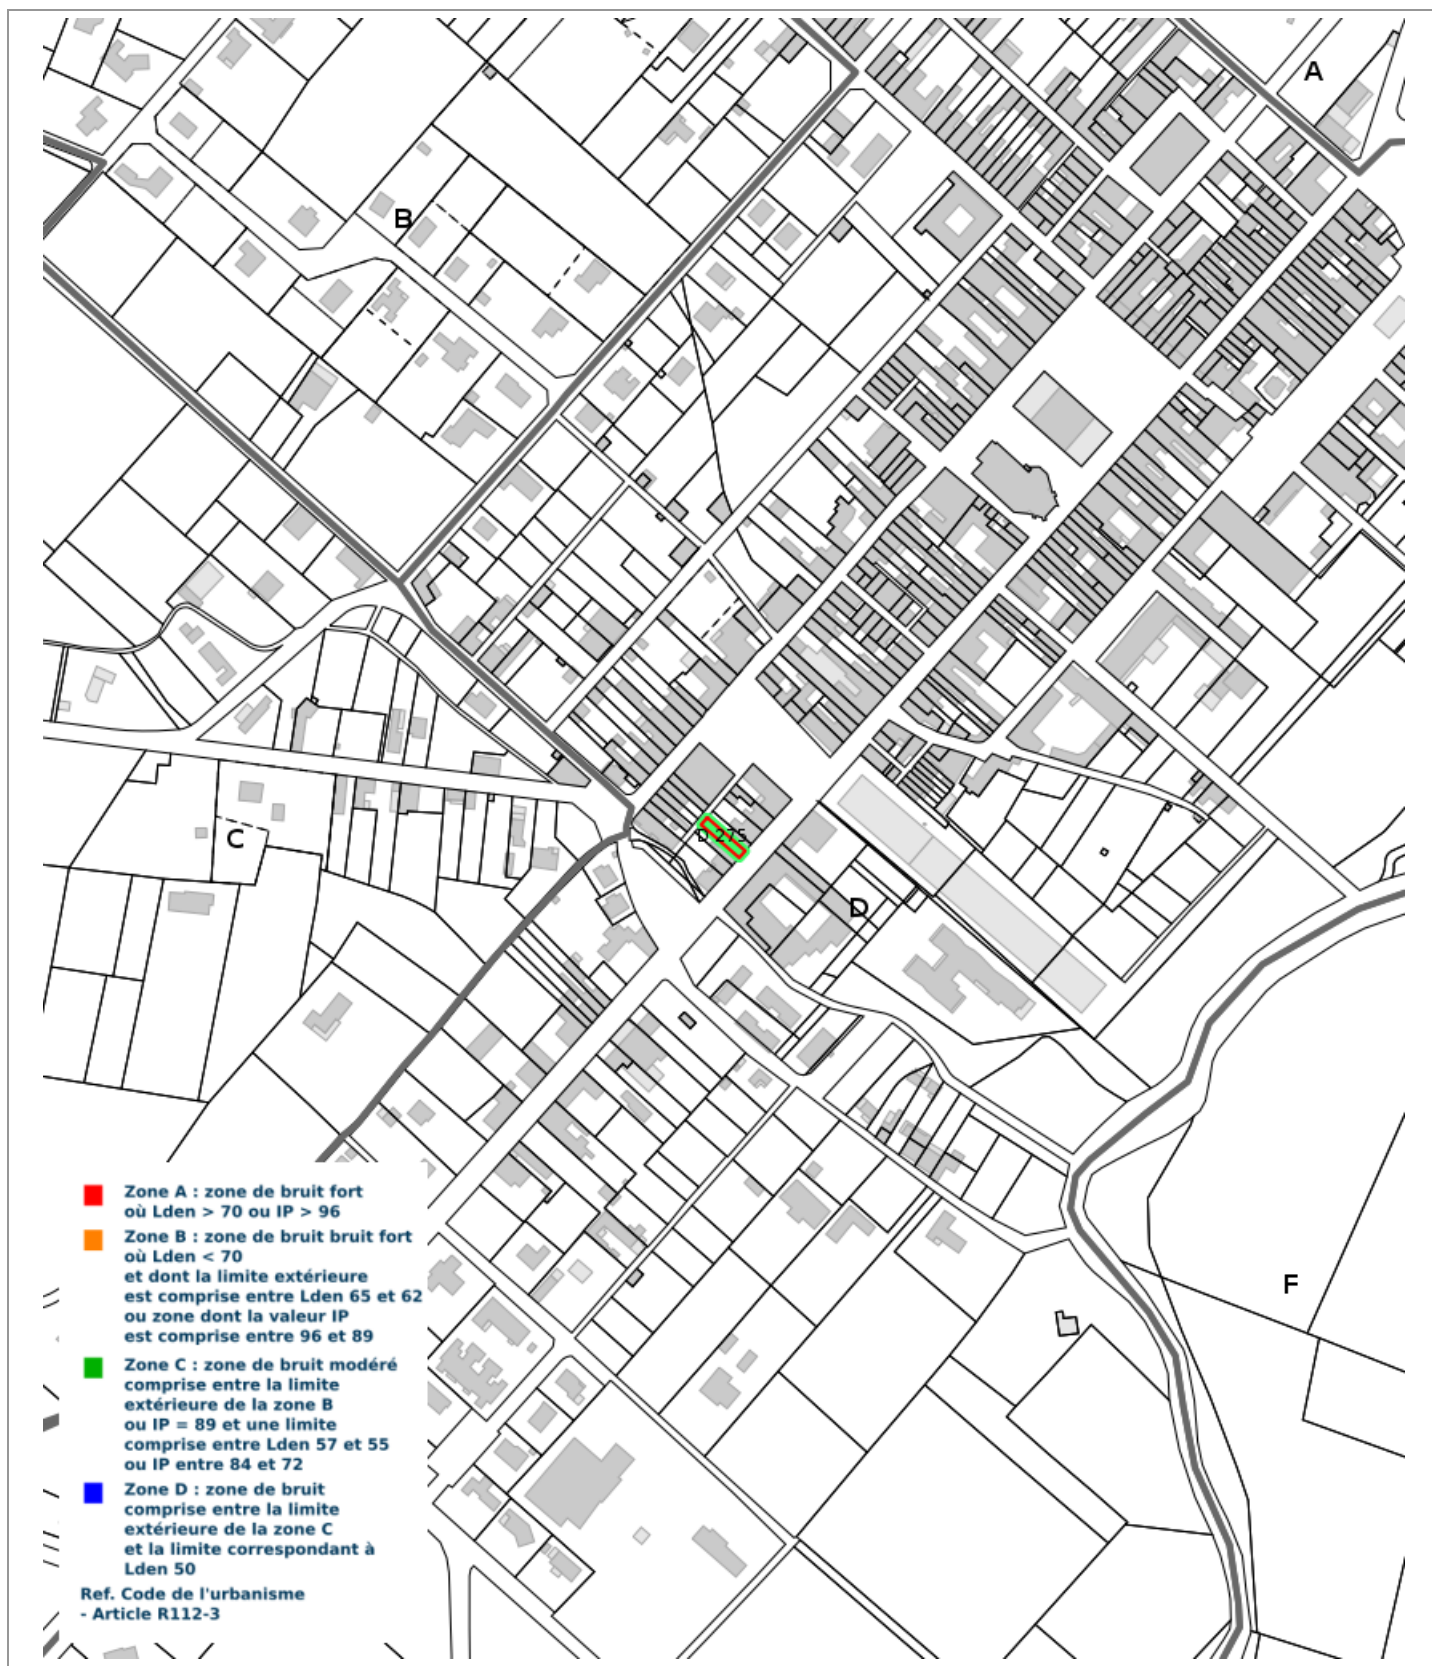 A
B
D 275
C
D
F
Zone A : zone de bruit fort
où Lden > 70 ou IP > 96
Zone B : zone de bruit bruit fort
où Lden < 70
et dont la limite extérieure
est comprise entre Lden 65 et 62
ou zone dont la valeur IP
est comprise entre 96 et 89
Zone C : zone de bruit modéré
comprise entre la limite
extérieure de la zone B
ou IP = 89 et une limite
comprise entre Lden 57 et 55
ou IP entre 84 et 72
Zone D : zone de bruit
comprise entre la limite
extérieure de la zone C
et la limite correspondant à
Lden 50
Ref. Code de l'urbanisme
- Article R112-3